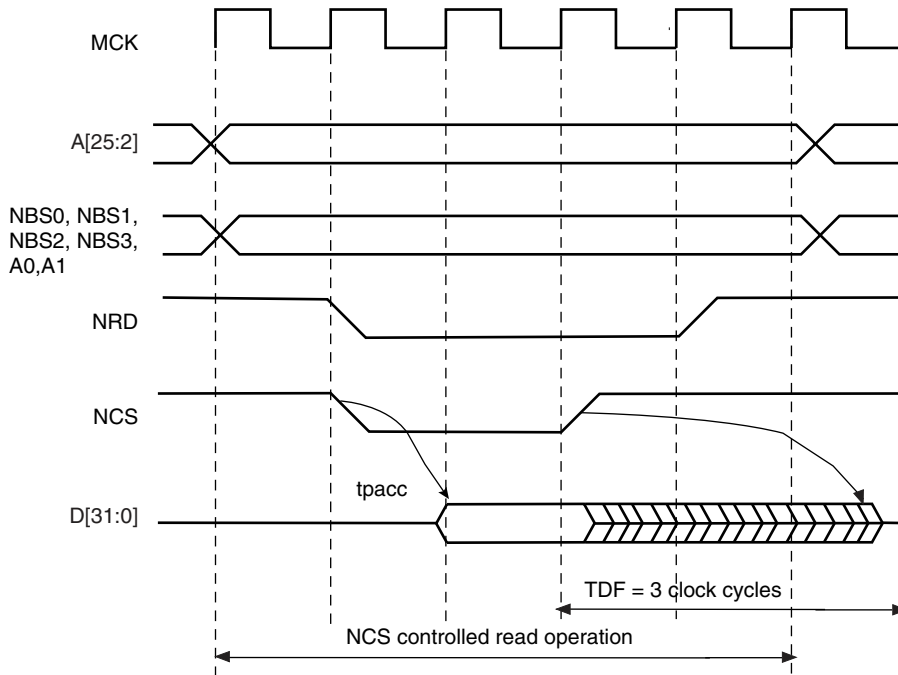 MCK
A[25:2]
NBS0, NBS1,
NBS2, NBS3,
A0,A1
NRD
NCS
tpacc
D[31:0]
TDF = 3 clock cycles
NCS controlled read operation